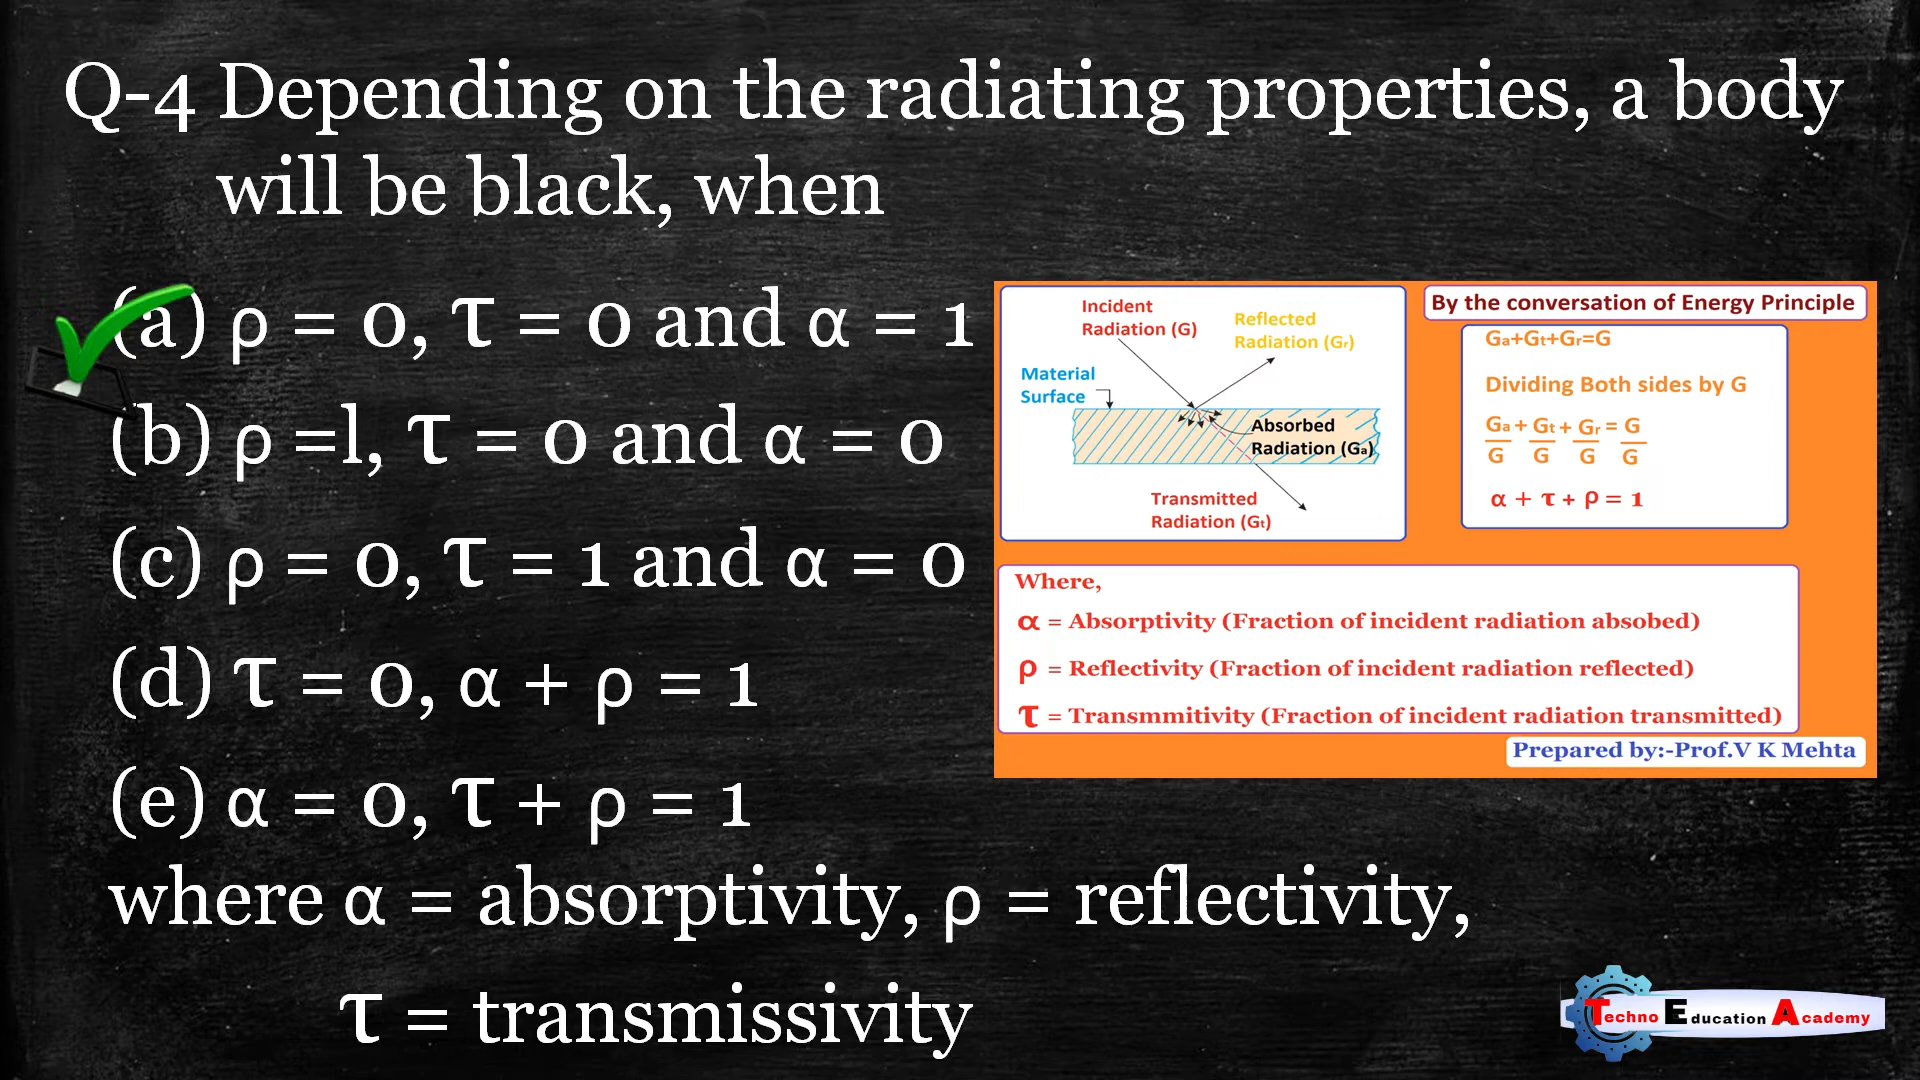 Q-4 Depending on the radiating properties, a body
will be black, when
(a) ρ = 0, τ = 0 and α = 1
(b) ρ =l, τ = 0 and α = 0
(c) ρ = 0, τ = 1 and α = 0
(d) τ = 0, α + ρ = 1
(e) α = 0, τ + ρ = 1
where α = absorptivity, ρ = reflectivity,
τ = transmissivity
Incident
Radiation (G)
Reflected
Radiation (Gr)
Material
Surface
Absorbed
Radiation (Ga)
Transmitted
Radiation (Gt)
By the conversation of Energy Principle
Ga+Gt+Gr=G
Dividing Both sides by G
Ga + Gt + Gr = G
G G G G
α + τ + ρ = 1
Where,
α = Absorptivity (Fraction of incident radiation absobed)
ρ = Reflectivity (Fraction of incident radiation reflected)
τ = Transmmitivity (Fraction of incident radiation transmitted)
Prepared by:-Prof.V K Mehta
Techno Education Academy